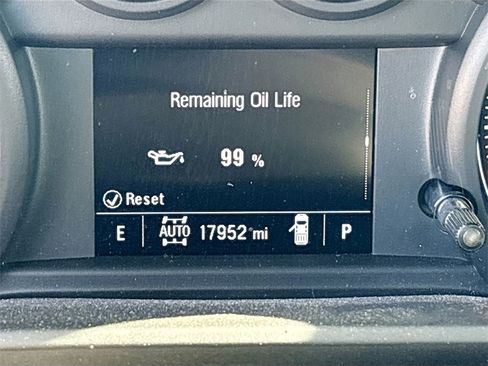 Remaining Oil Life
99 %
Reset
E AUTO 17952 mi P